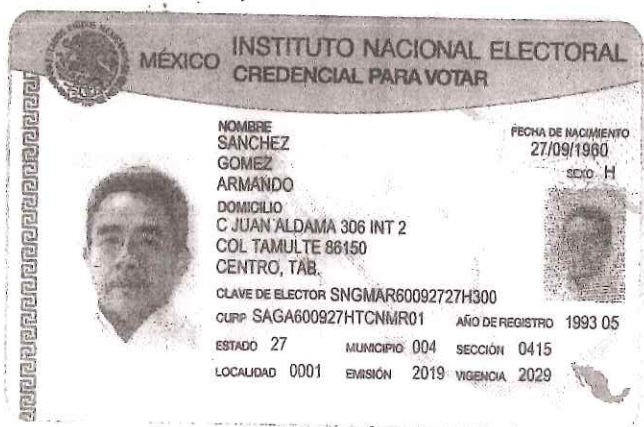 MÉXICO INSTITUTO NACIONAL ELECTORAL
CREDENCIAL PARA VOTAR
NOMBRE
SANCHEZ
GOMEZ
ARMANDO
FECHA DE NACIMIENTO
27/09/1960
SEXO H
DOMICILIO
C JUAN ALDAMA 306 INT 2
COL TAMULTE 86150
CENTRO, TAB.
CLAVE DE ELECTOR SNGMAR60092727H300
CURP SAGA600927HTCNMR01 AÑO DE REGISTRO 1993 05
ESTADO 27 MUNICIPIO 004 SECCIÓN 0415
LOCALIDAD 0001 EMISIÓN 2019 VIGENCIA 2029